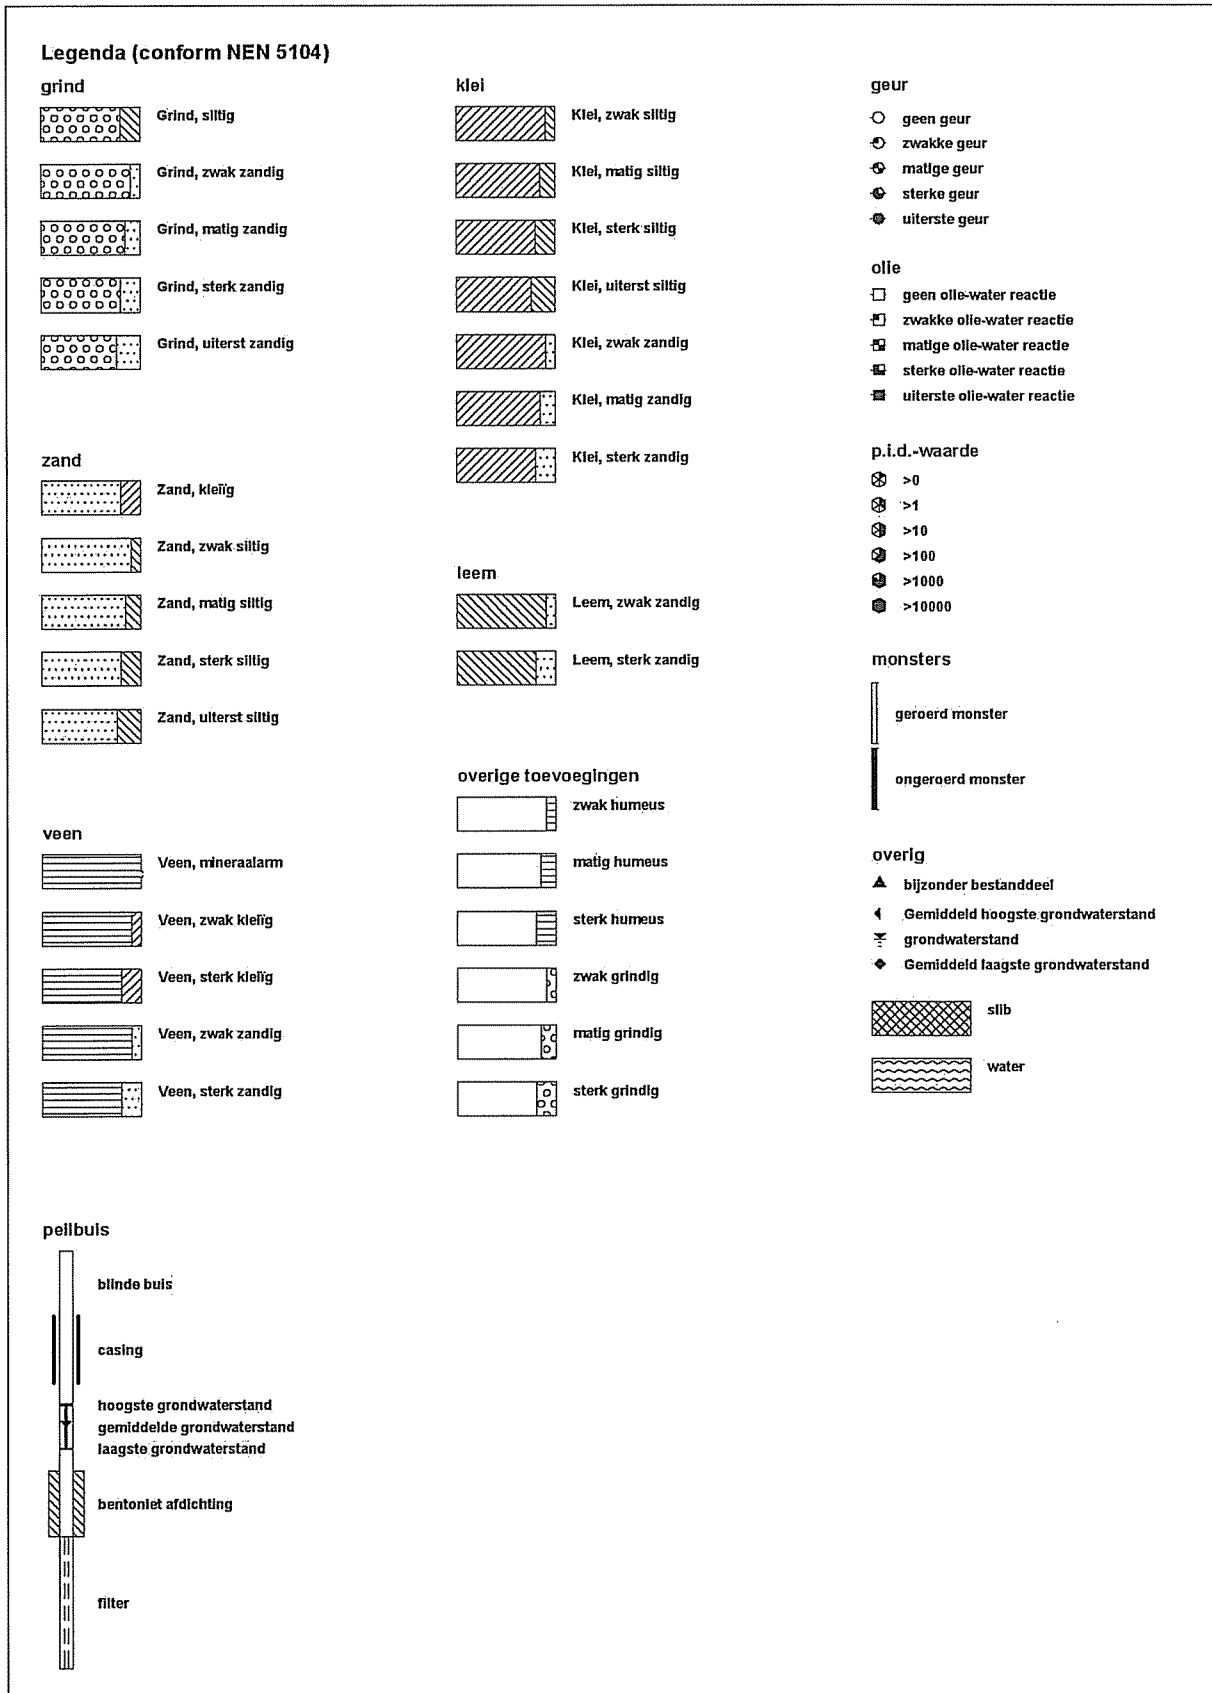 Legenda (conform NEN 5104)
grind
Grind, siltig
Grind, zwak zandig
Grind, matig zandig
Grind, sterk zandig
Grind, uiterst zandig
zand
Zand, kleiïg
Zand, zwak siltig
Zand, matig siltig
Zand, sterk siltig
Zand, uiterst siltig
veen
Veen, mineraalarm
Veen, zwak kleiïg
Veen, sterk kleiïg
Veen, zwak zandig
Veen, sterk zandig
peilbuis
blinde buis
casing
hoogste grondwaterstand
gemiddelde grondwaterstand
laagste grondwaterstand
bentoniet afdichting
filter
klei
Klei, zwak siltig
Klei, matig siltig
Klei, sterk siltig
Klei, uiterst siltig
Klei, zwak zandig
Klei, matig zandig
Klei, sterk zandig
leem
Leem, zwak zandig
Leem, sterk zandig
overige toevoegingen
zwak humeus
matig humeus
sterk humeus
zwak grindig
matig grindig
sterk grindig
geur
geen geur
zwakke geur
matige geur
sterke geur
uiterste geur
olie
geen olie-water reactie
zwakke olie-water reactie
matige olie-water reactie
sterke olie-water reactie
uiterste olie-water reactie
p.i.d.-waarde
>0
>1
>10
>100
>1000
>10000
monsters
geroerd monster
ongeroerd monster
overig
bijzonder bestanddeel
Gemiddeld hoogste grondwaterstand
grondwaterstand
Gemiddeld laagste grondwaterstand
slib
water